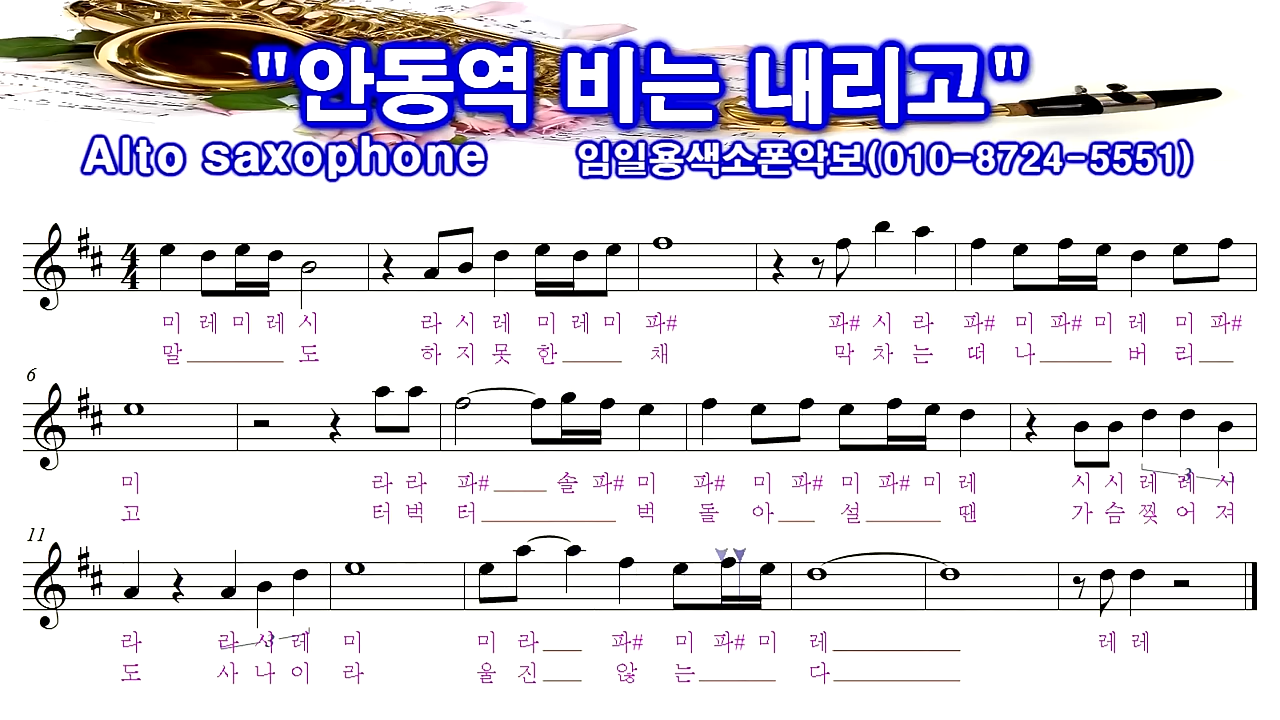 "안동역 비는 내리고"
Alto saxophone 임일용색소폰악보(010-8724-5551)
미 레 미 레 시 라 시 레 미 레 미 파# 파# 시 라 파# 미 파# 미 레 미 파#
말 도 하 지 못 한 채 막 차 는 떠 나 버 리
6
미 라 라 파# 솔 파# 미 파# 미 파# 미 파# 미 레 시 시 레 레 시
3
고 터 벅 터 벅 돌 아 설 땐 가 슴 찢 어 져
11
라 라 시 레 미 미 라 파# 미 파# 미 레 레 레
3
도 사 나 이 라 울 진 않 는 다